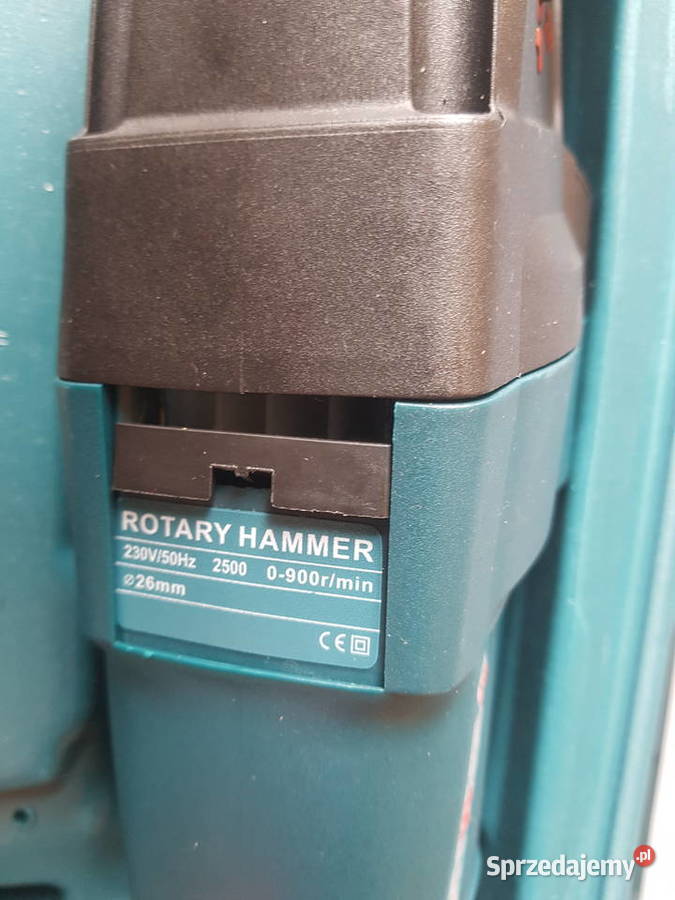 ROTARY HAMMER
230V/50Hz 2500 0-900r/min
⌀26mm
CE
Sprzedajemy.pl